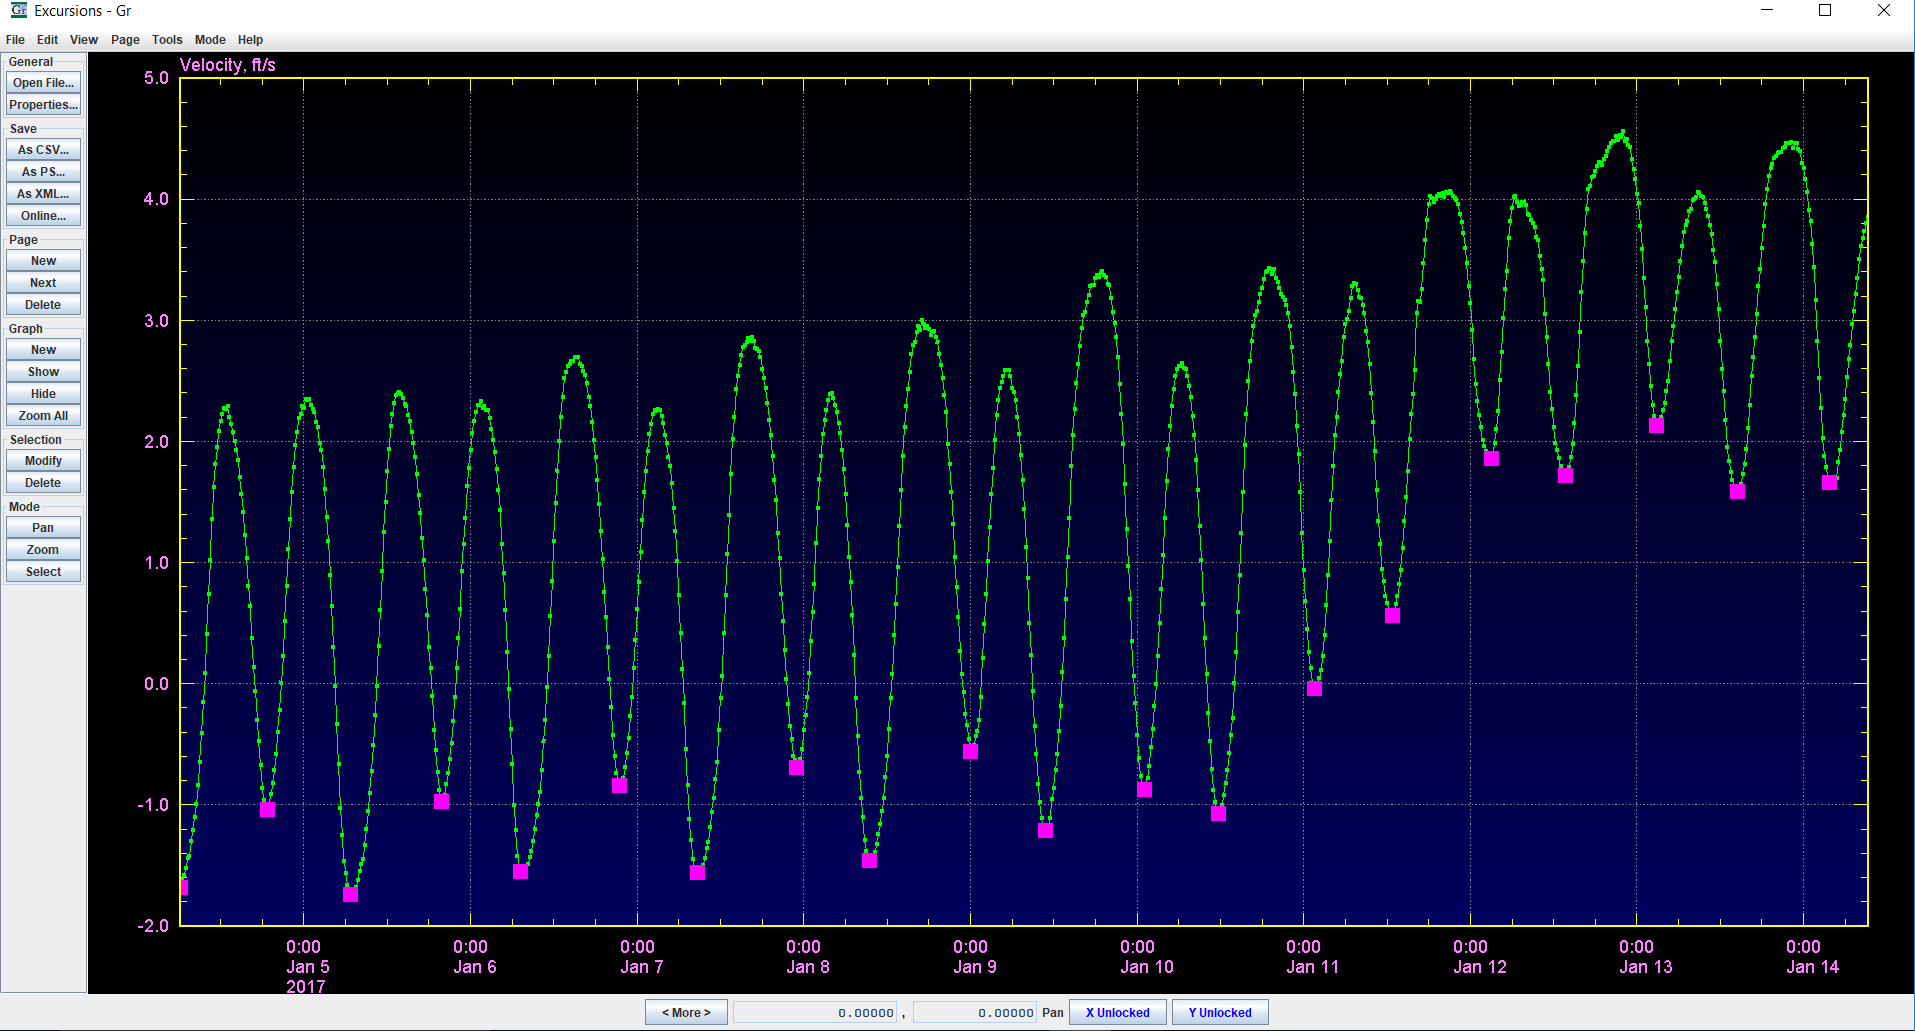 Gr Excursions - Gr
File Edit View Page Tools Mode Help
General
Open File...
Properties...
Save
As CSV...
As PS...
As XML...
Online...
Page
New
Next
Delete
Graph
New
Show
Hide
Zoom All
Selection
Modify
Delete
Mode
Pan
Zoom
Select
Velocity, ft/s
5.0
4.0
3.0
2.0
1.0
0.0
-1.0
-2.0
0:00 0:00 0:00 0:00 0:00 0:00 0:00 0:00 0:00 0:00
Jan 5 Jan 6 Jan 7 Jan 8 Jan 9 Jan 10 Jan 11 Jan 12 Jan 13 Jan 14
2017
< More > 0.00000 , 0.00000 Pan X Unlocked Y Unlocked